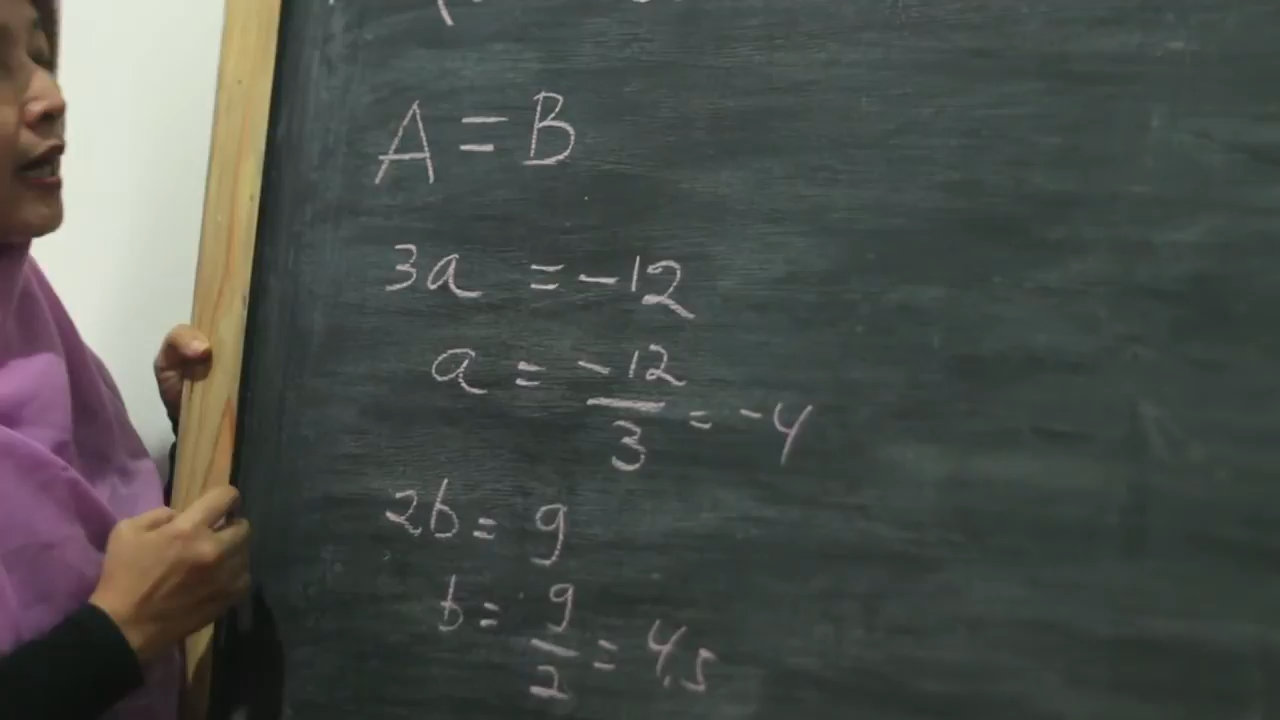 A = B
3a = -12
a = -12/3 = -4
2b = 9
b = 9/2 = 4,5